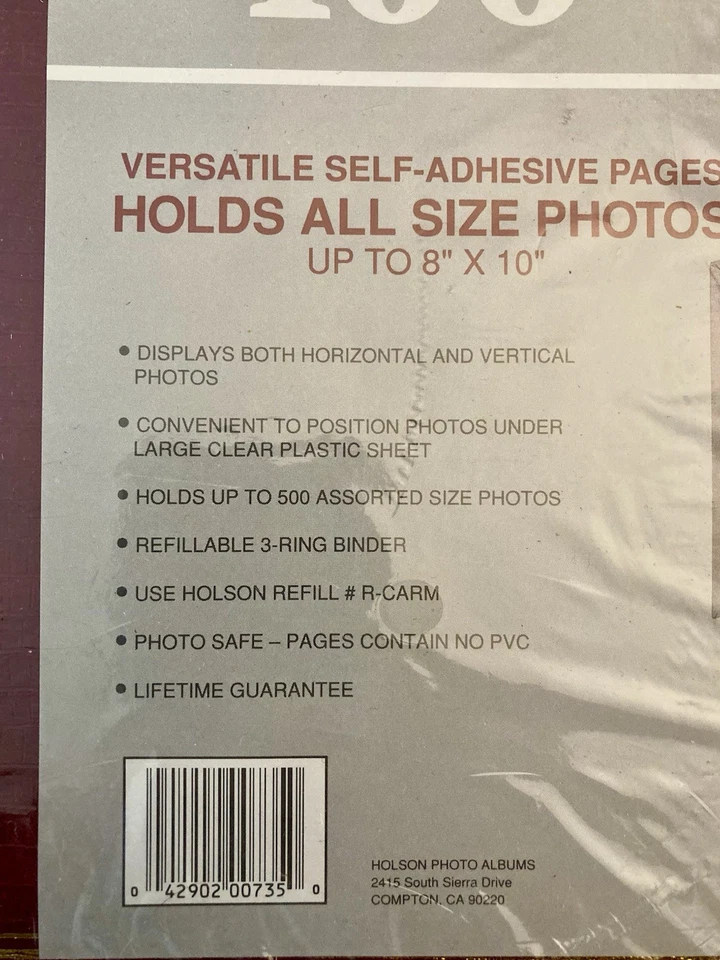 100
VERSATILE SELF-ADHESIVE PAGES
HOLDS ALL SIZE PHOTOS
UP TO 8" X 10"
• DISPLAYS BOTH HORIZONTAL AND VERTICAL
PHOTOS
• CONVENIENT TO POSITION PHOTOS UNDER
LARGE CLEAR PLASTIC SHEET
• HOLDS UP TO 500 ASSORTED SIZE PHOTOS
• REFILLABLE 3-RING BINDER
• USE HOLSON REFILL # R-CARM
• PHOTO SAFE – PAGES CONTAIN NO PVC
• LIFETIME GUARANTEE
0 42902 00735 0
HOLSON PHOTO ALBUMS
2415 South Sierra Drive
COMPTON, CA 90220